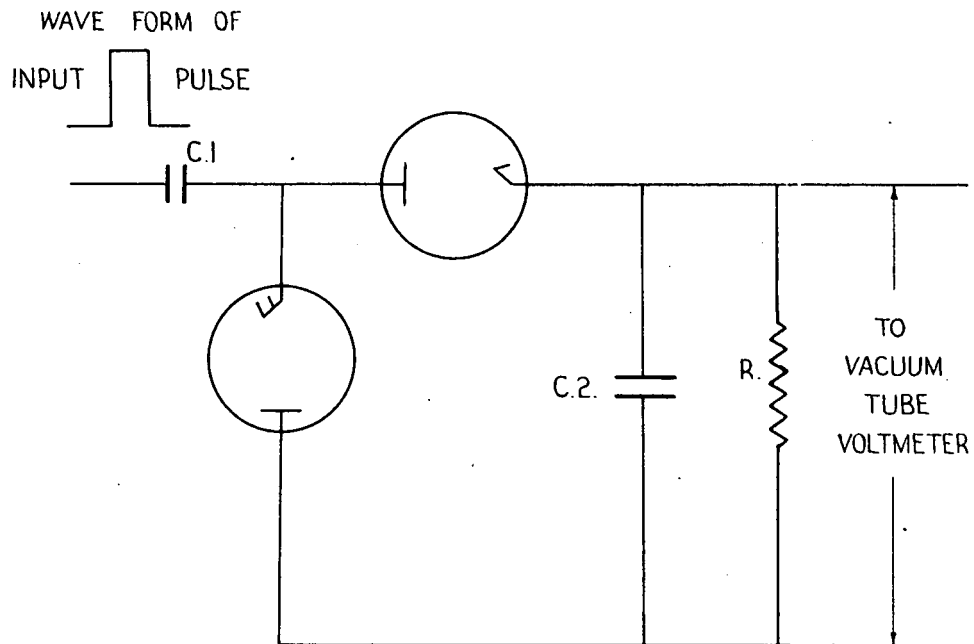 WAVE FORM OF
INPUT PULSE
C.1
C.2.
R.
TO
VACUUM
TUBE
VOLTMETER